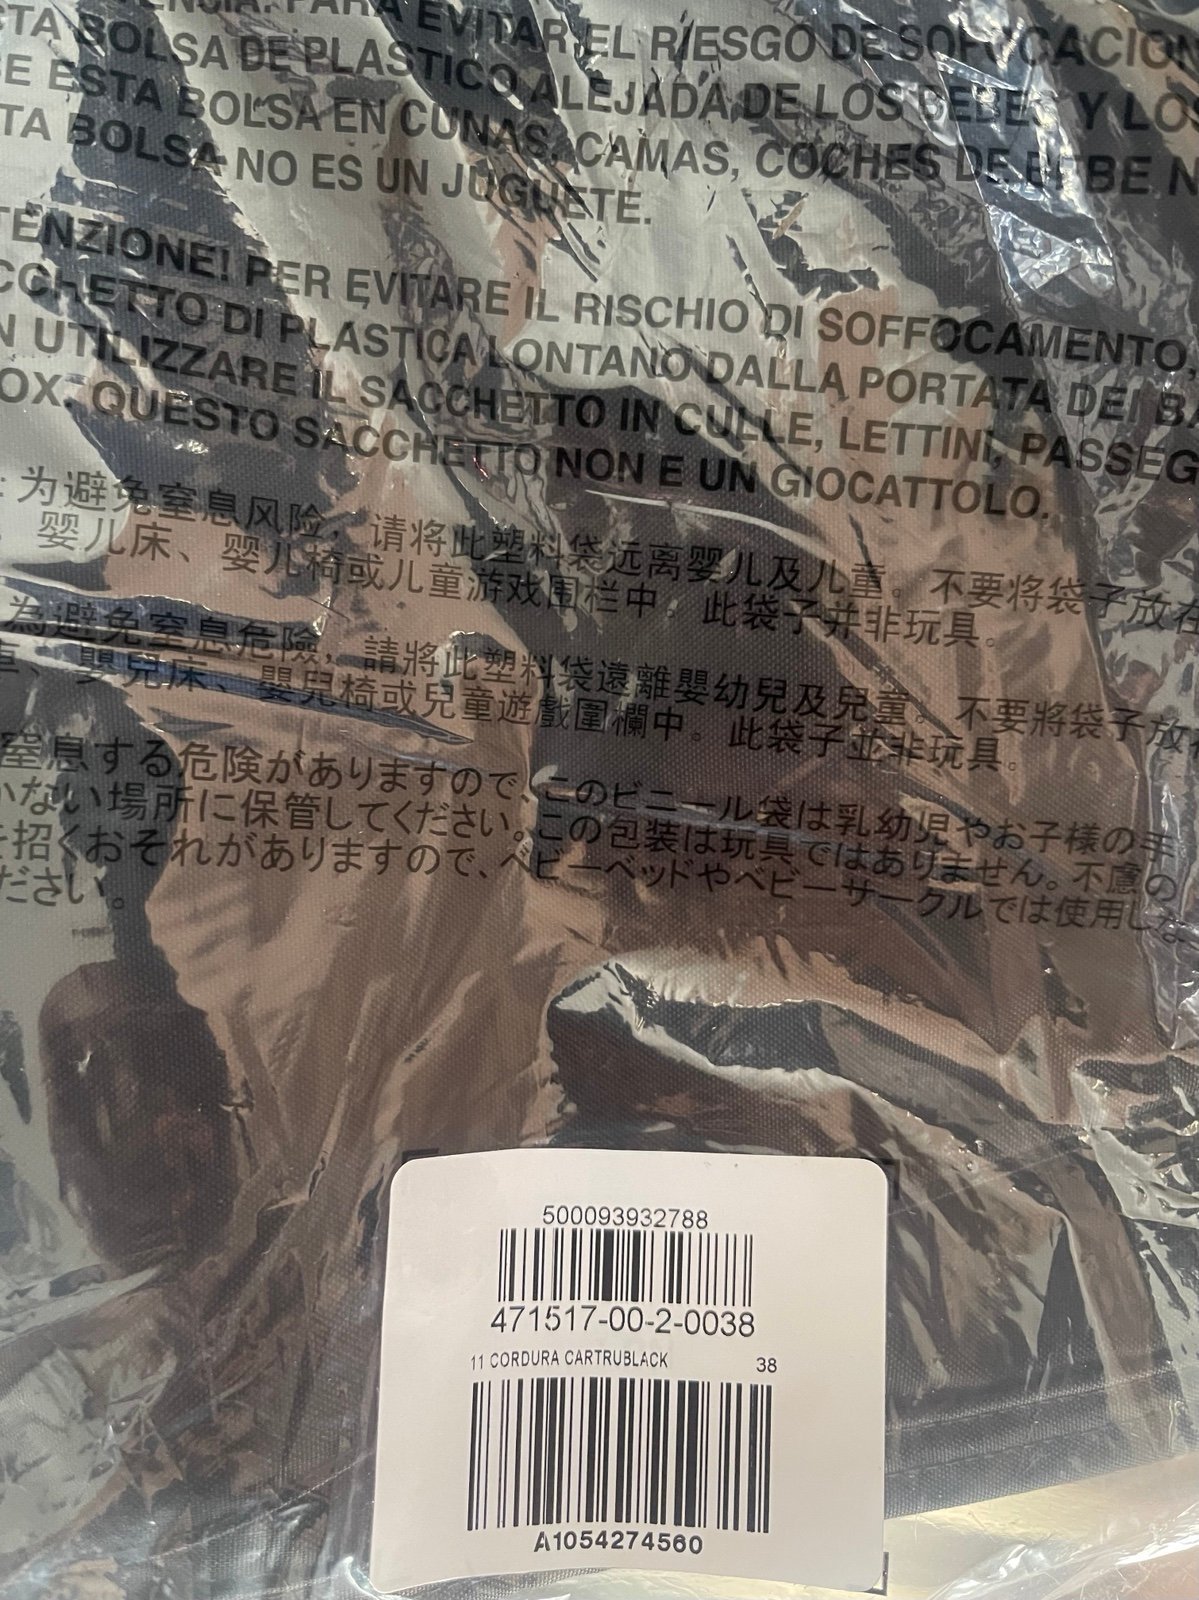 PARA EVITAR EL RIESGO DE SOFOCACION
STA BOLSA DE PLASTICO ALEJADA DE LOS BEBES Y LO
SE ESTA BOLSA EN CUNAS, CAMAS, COCHES DE BEBE N
TA BOLSA NO ES UN JUGUETE.
TENZIONE! PER EVITARE IL RISCHIO DI SOFFOCAMENTO,
CCHETTO DI PLASTICA LONTANO DALLA PORTATA DEI BA
N UTILIZZARE IL SACCHETTO IN CULLE, LETTINI, PASSEG
OX. QUESTO SACCHETTO NON E UN GIOCATTOLO.
: 为避免窒息风险，请将此塑料袋远离婴儿及儿童。不要将袋子放在
、婴儿床、婴儿椅或儿童游戏围栏中。此袋子并非玩具。
為避免窒息危險，請將此塑料袋遠離嬰幼兒及兒童。不要將袋子放
、嬰兒床、嬰兒椅或兒童遊戲圍欄中。此袋子並非玩具。
窒息する危険がありますので、このビニール袋は乳幼児やお子様の手
かない場所に保管してください。この包装は玩具ではありません。不慮の
を招くおそれがありますので、ベビーベッドやベビーサークルでは使用しな
ださい。
500093932788
471517-00-2-0038
11 CORDURA CARTRUBLACK 38
A1054274560